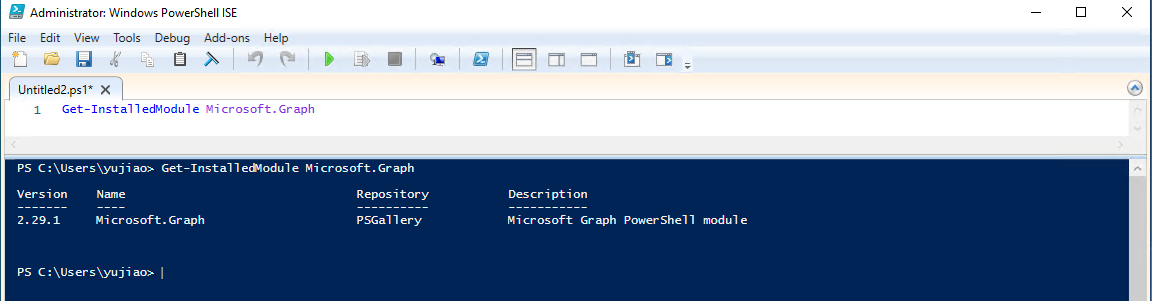 Administrator: Windows PowerShell ISE
File Edit View Tools Debug Add-ons Help
Untitled2.ps1* X
1 Get-InstalledModule Microsoft.Graph
PS C:\Users\yujiao> Get-InstalledModule Microsoft.Graph
Version Name Repository Description
------- ---- ---------- -----------
2.29.1 Microsoft.Graph PSGallery Microsoft Graph PowerShell module
PS C:\Users\yujiao>